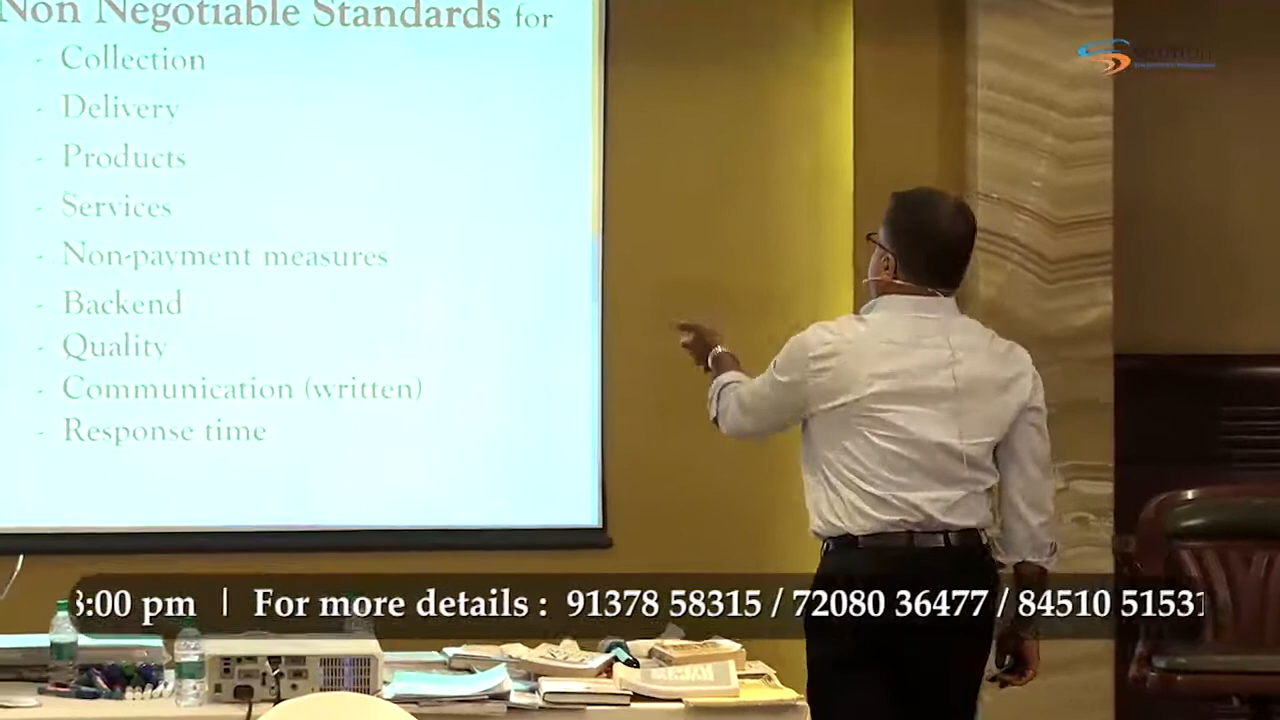 Non Negotiable Standards for
- Collection
- Delivery
- Products
- Services
- Non-payment measures
- Backend
- Quality
- Communication (written)
- Response time
3:00 pm | For more details : 91378 58315 / 72080 36477 / 84510 51531